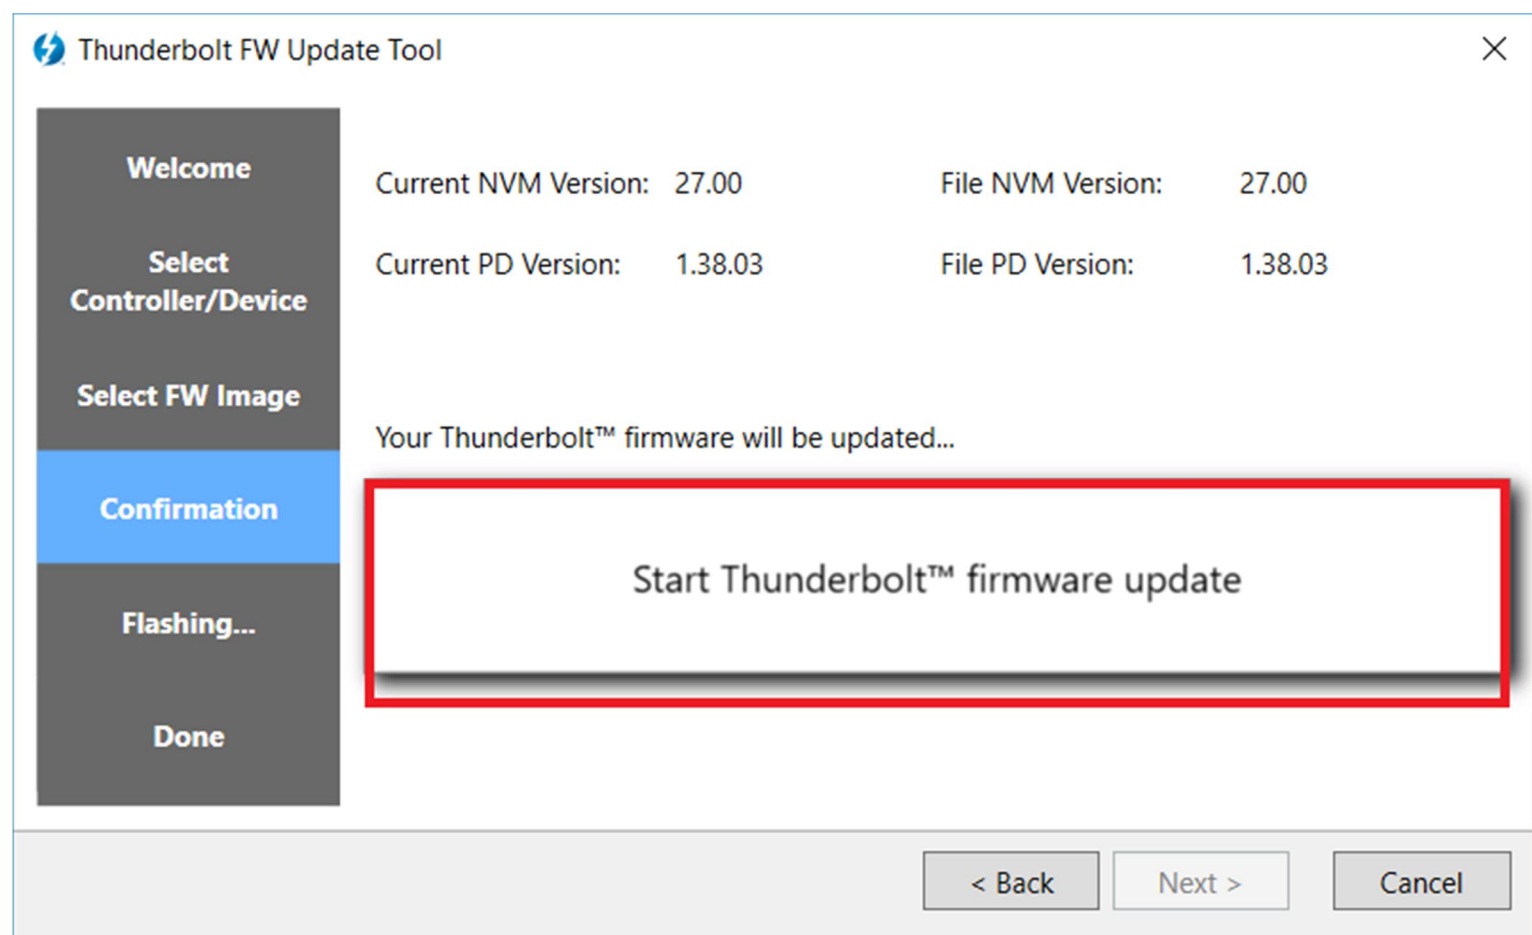 Thunderbolt FW Update Tool
Welcome
Select
Controller/Device
Select FW Image
Confirmation
Flashing...
Done
Current NVM Version: 27.00 File NVM Version: 27.00
Current PD Version: 1.38.03 File PD Version: 1.38.03
Your Thunderbolt™ firmware will be updated...
Start Thunderbolt™ firmware update
< Back Next > Cancel